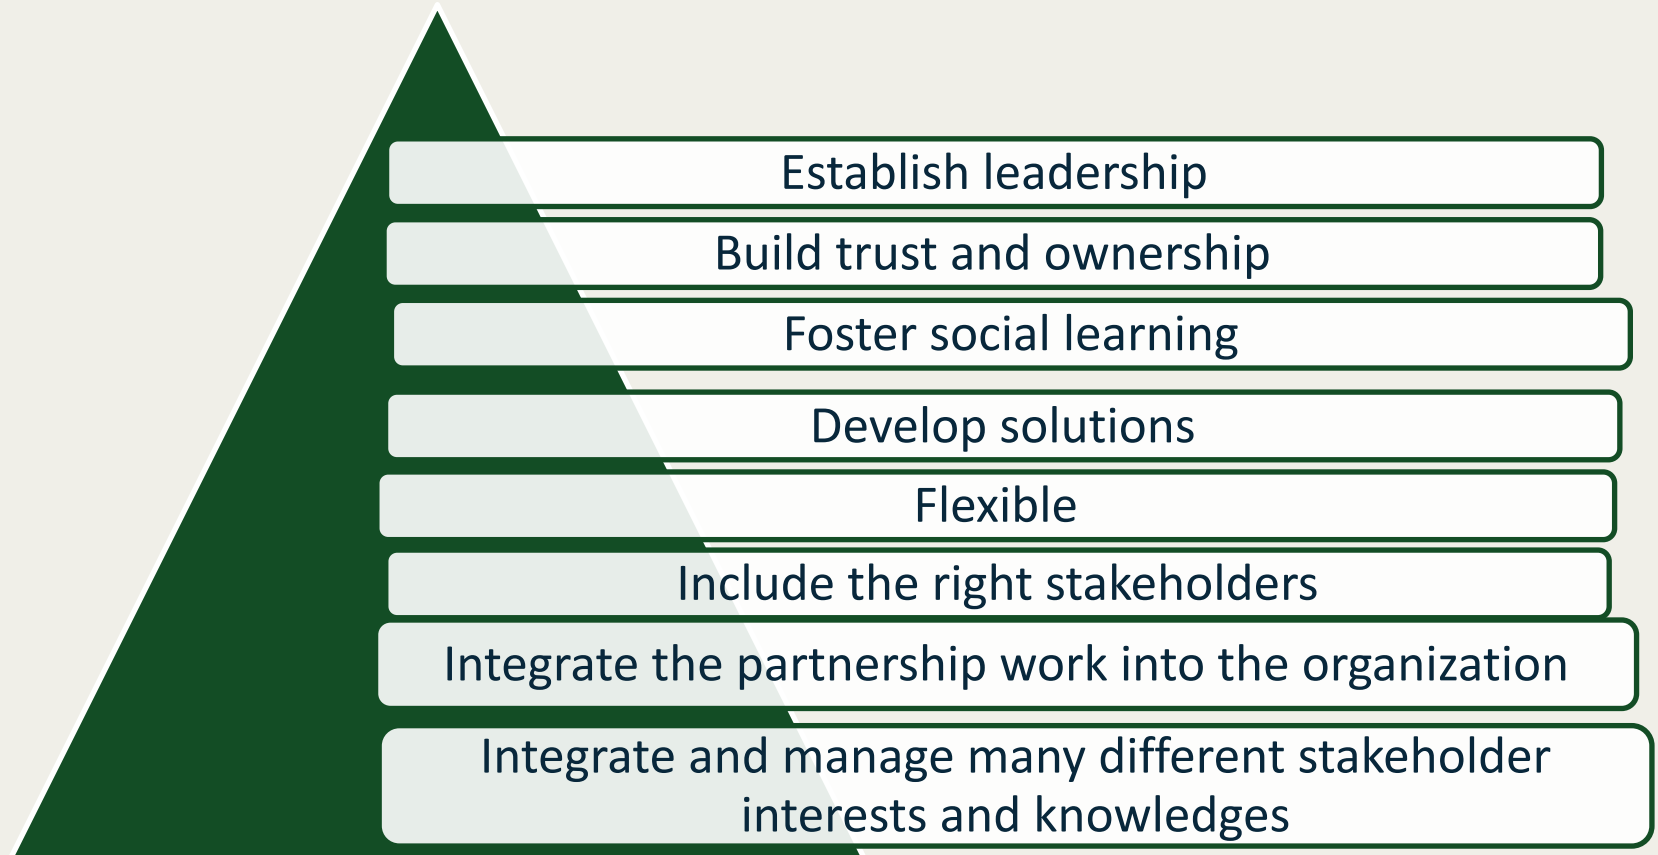 Establish leadership
Build trust and ownership
Foster social learning
Develop solutions
Flexible
Include the right stakeholders
Integrate the partnership work into the organization
Integrate and manage many different stakeholder
interests and knowledges